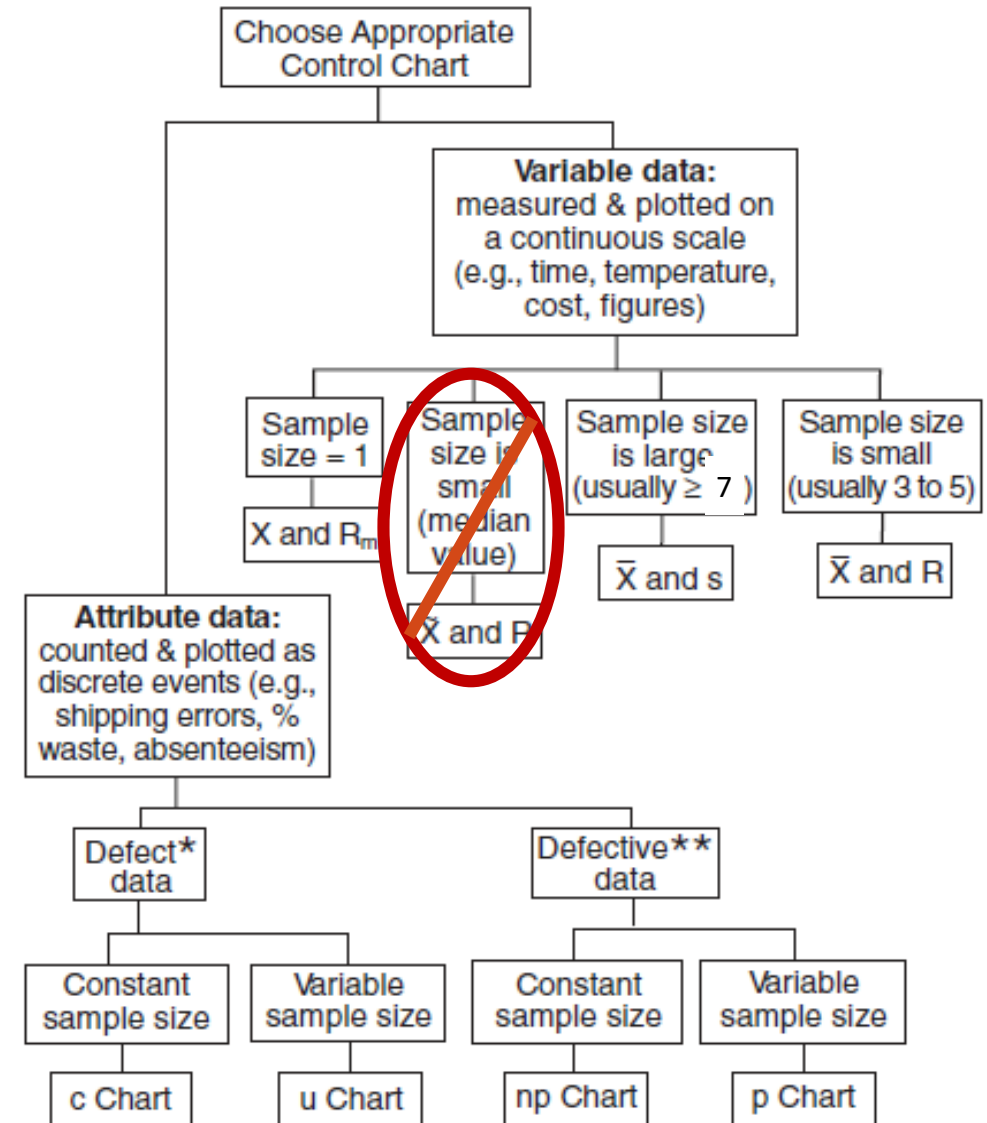 Choose Appropriate
Control Chart
Variable data:
measured & plotted on
a continuous scale
(e.g., time, temperature,
cost, figures)
Sample
size = 1
X and Rₘ
Sample
size is
small
(median
value)
X̃ and R
Sample size
is large
(usually ≥ 7 )
X̅ and s
Sample size
is small
(usually 3 to 5)
X̅ and R
Attribute data:
counted & plotted as
discrete events (e.g.,
shipping errors, %
waste, absenteeism)
Defect*
data
Defective**
data
Constant
sample size
c Chart
Variable
sample size
u Chart
Constant
sample size
np Chart
Variable
sample size
p Chart